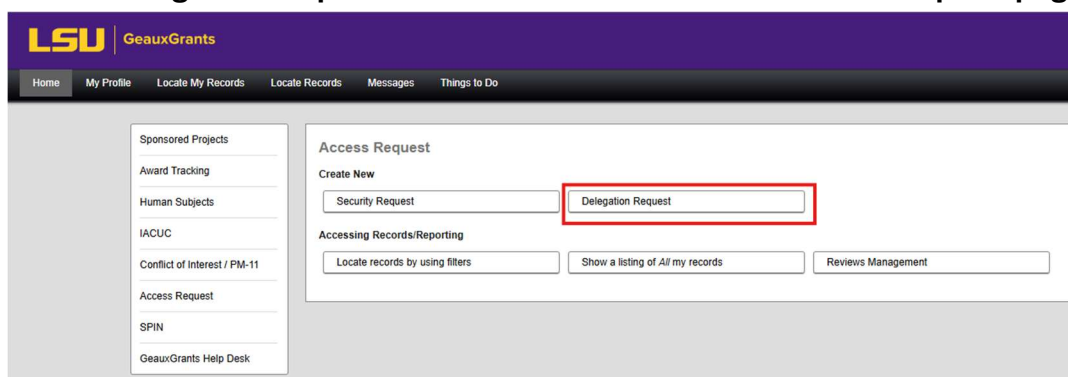 LSU GeauxGrants
Home My Profile Locate My Records Locate Records Messages Things to Do
Sponsored Projects
Award Tracking
Human Subjects
IACUC
Conflict of Interest / PM-11
Access Request
SPIN
GeauxGrants Help Desk
Access Request
Create New
Security Request Delegation Request
Accessing Records/Reporting
Locate records by using filters Show a listing of All my records Reviews Management